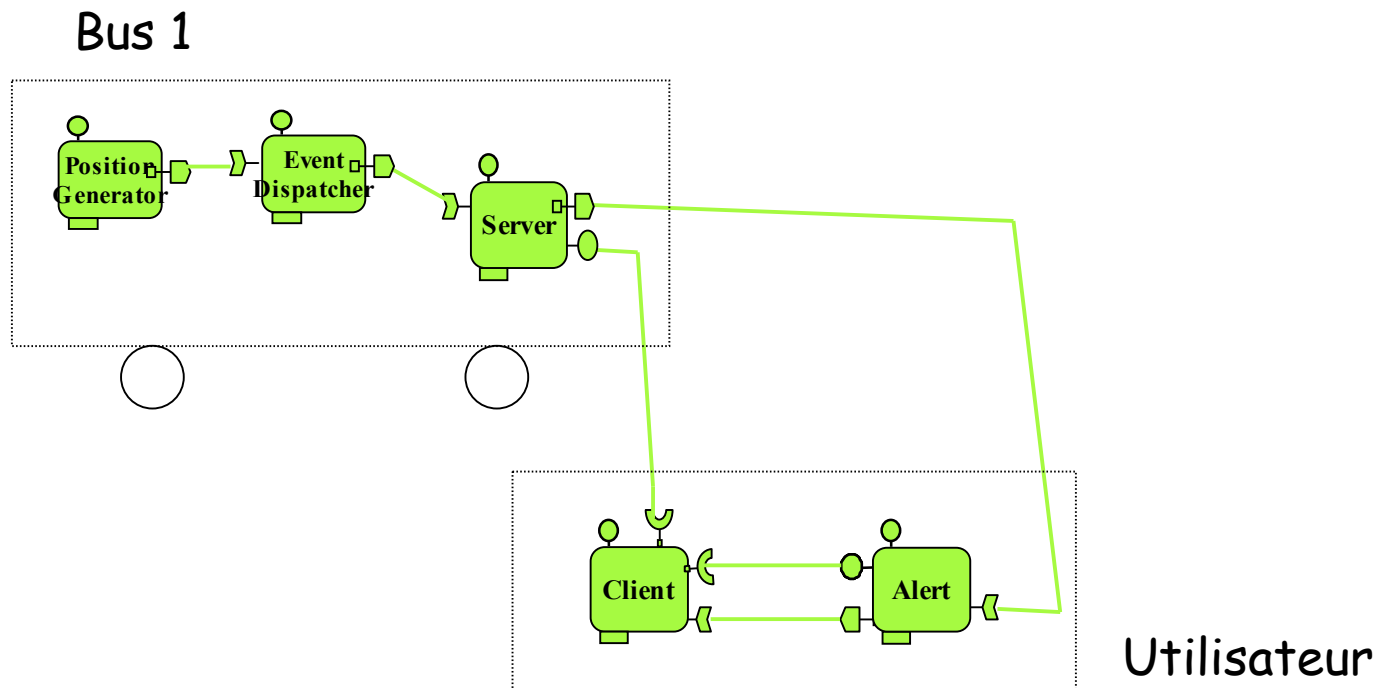 Bus 1
Position
Generator
Event
Dispatcher
Server
Client
Alert
Utilisateur